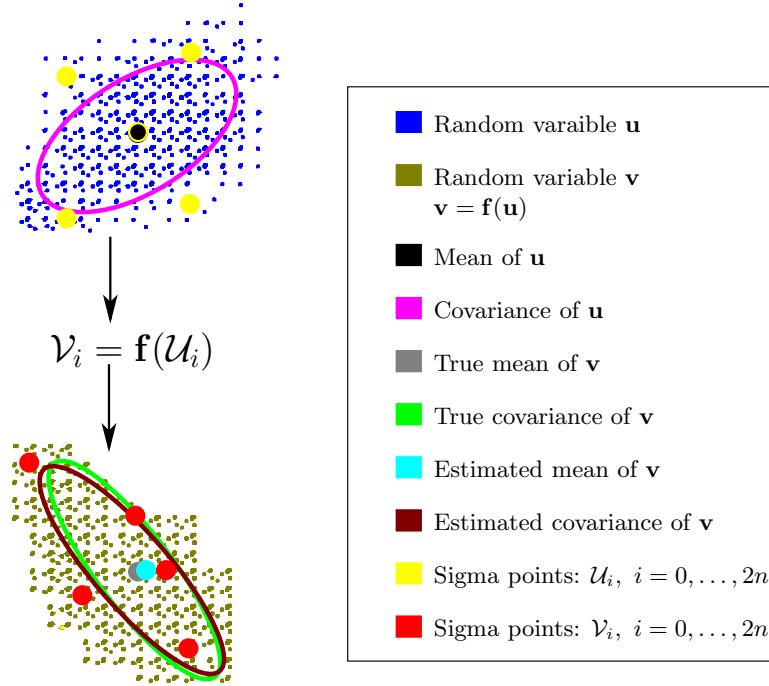 𝒱ᵢ = 𝐟(𝒰ᵢ)
Random varaible 𝐮
Random variable 𝐯
𝐯 = 𝐟(𝐮)
Mean of 𝐮
Covariance of 𝐮
True mean of 𝐯
True covariance of 𝐯
Estimated mean of 𝐯
Estimated covariance of 𝐯
Sigma points: 𝒰ᵢ, i = 0, . . . , 2n
Sigma points: 𝒱ᵢ, i = 0, . . . , 2n